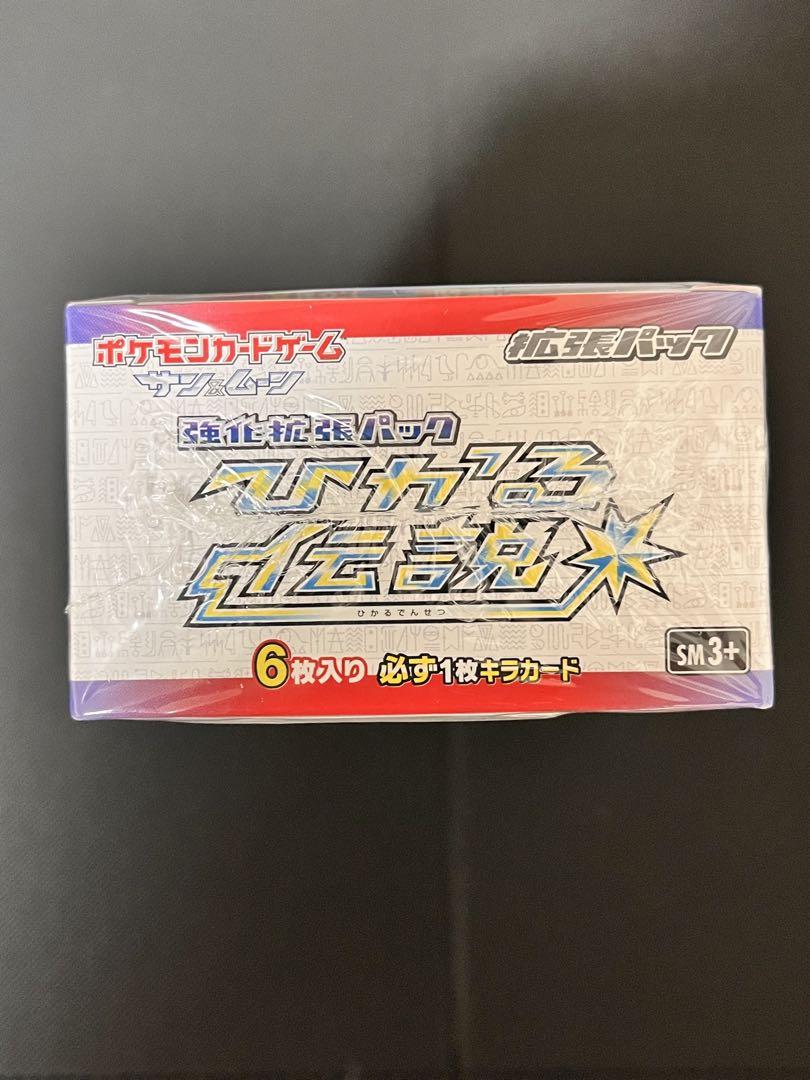 ポケモンカードゲーム
サン&ムーン
拡張パック
強化拡張パック
ひかる
伝説
ひかるでんせつ
6枚入り 必ず1枚キラカード
SM3+